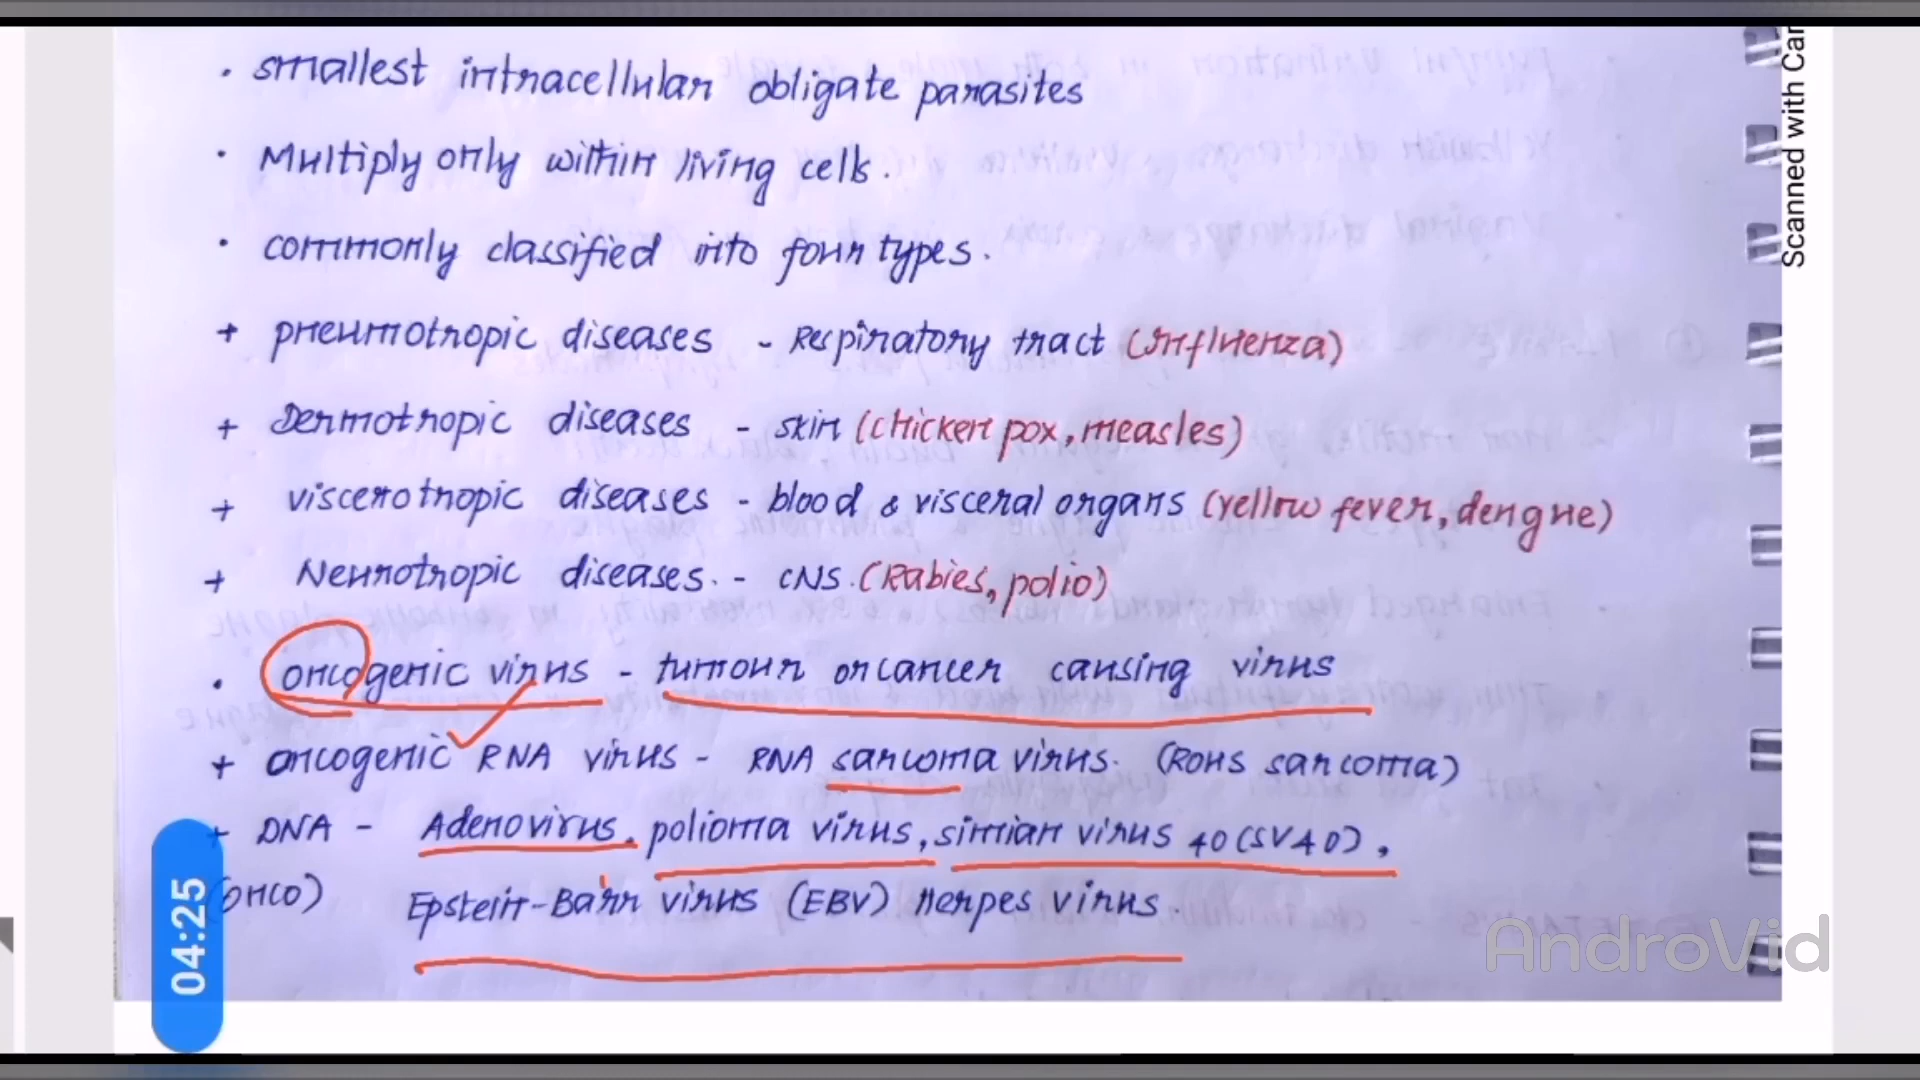 • smallest intracellular obligate parasites
• Multiply only within living cells.
• commonly classified into four types.
+ pneumotropic diseases - Respiratory tract (Influenza)
+ Dermotropic diseases - skin (chicken pox, measles)
+ viscerotropic diseases - blood & visceral organs (yellow fever, dengue)
+ Neurotropic diseases. - CNS. (Rabies, polio)
• oncogenic virus - tumour or cancer causing virus
+ oncogenic RNA virus - RNA sarcoma virus. (Rous sarcoma)
+ DNA - Adenovirus, polioma virus, simian virus 40 (SV40),
(onco) Epstein-Barr virus (EBV) Herpes virus.
Scanned with Car
04:25
AndroVid